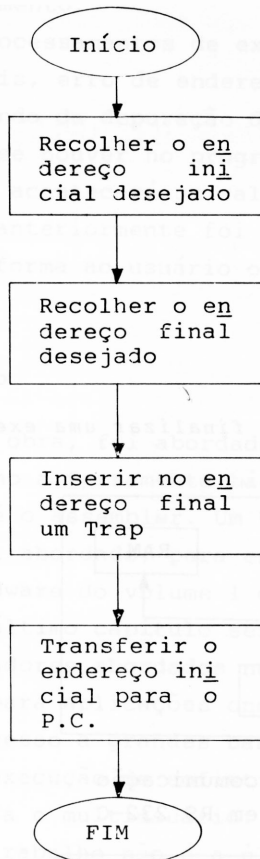 Início
Recolher o en
dereço ini
cial desejado
Recolher o en
dereço final
desejado
Inserir no en
dereço final
um Trap
Transferir o
endereço ini
cial para o
P.C.
FIM